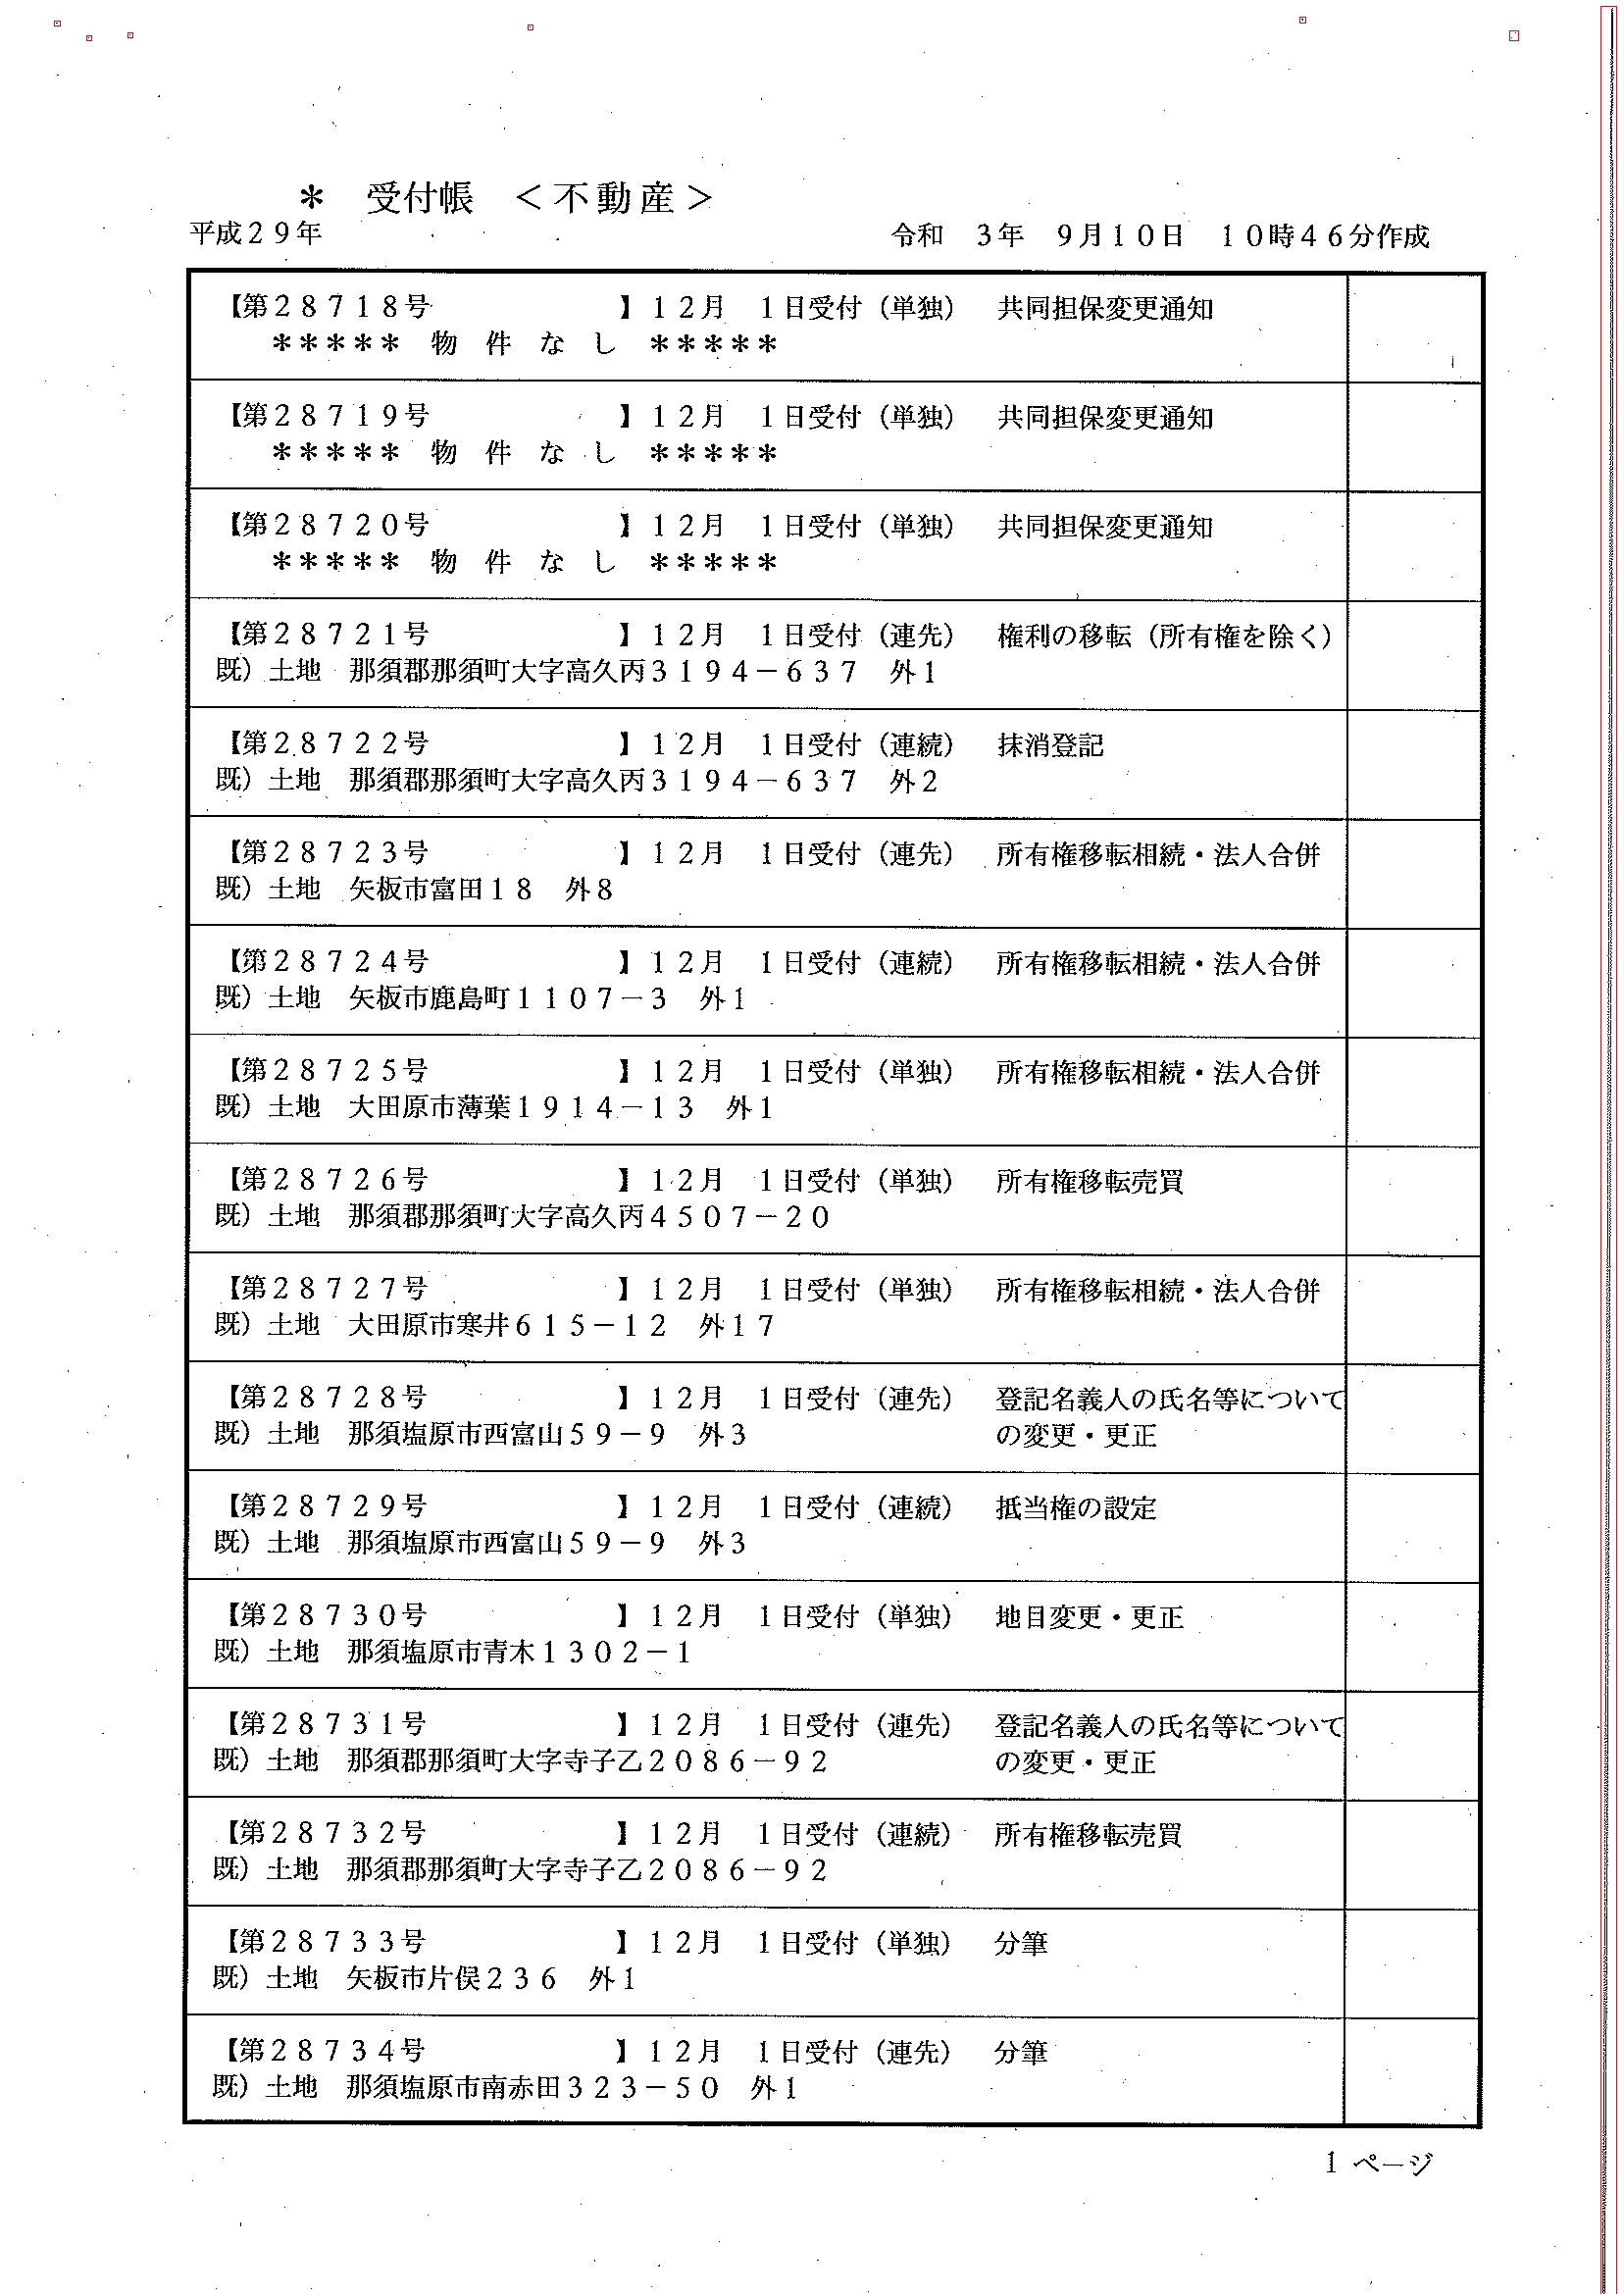 ＊　受付帳　＜不動産＞
平成２９年　　令和　３年　９月１０日　１０時４６分作成
【第２８７１８号　　　　　　　】１２月　１日受付（単独）　共同担保変更通知
＊＊＊＊＊　物　件　な　し　＊＊＊＊＊
【第２８７１９号　　　　　　　】１２月　１日受付（単独）　共同担保変更通知
＊＊＊＊＊　物　件　な　し　＊＊＊＊＊
【第２８７２０号　　　　　　　】１２月　１日受付（単独）　共同担保変更通知
＊＊＊＊＊　物　件　な　し　＊＊＊＊＊
【第２８７２１号　　　　　　　】１２月　１日受付（連先）　権利の移転（所有権を除く）
既）土地　那須郡那須町大字高久丙３１９４－６３７　外１
【第２８７２２号　　　　　　　】１２月　１日受付（連続）　抹消登記
既）土地　那須郡那須町大字高久丙３１９４－６３７　外２
【第２８７２３号　　　　　　　】１２月　１日受付（連先）　所有権移転相続・法人合併
既）土地　矢板市富田１８　外８
【第２８７２４号　　　　　　　】１２月　１日受付（連続）　所有権移転相続・法人合併
既）土地　矢板市鹿島町１１０７－３　外１
【第２８７２５号　　　　　　　】１２月　１日受付（単独）　所有権移転相続・法人合併
既）土地　大田原市薄葉１９１４－１３　外１
【第２８７２６号　　　　　　　】１２月　１日受付（単独）　所有権移転売買
既）土地　那須郡那須町大字高久丙４５０７－２０
【第２８７２７号　　　　　　　】１２月　１日受付（単独）　所有権移転相続・法人合併
既）土地　大田原市寒井６１５－１２　外１７
【第２８７２８号　　　　　　　】１２月　１日受付（連先）　登記名義人の氏名等について
既）土地　那須塩原市西富山５９－９　外３　　の変更・更正
【第２８７２９号　　　　　　　】１２月　１日受付（連続）　抵当権の設定
既）土地　那須塩原市西富山５９－９　外３
【第２８７３０号　　　　　　　】１２月　１日受付（単独）　地目変更・更正
既）土地　那須塩原市青木１３０２－１
【第２８７３１号　　　　　　　】１２月　１日受付（連先）　登記名義人の氏名等について
既）土地　那須郡那須町大字寺子乙２０８６－９２　　の変更・更正
【第２８７３２号　　　　　　　】１２月　１日受付（連続）　所有権移転売買
既）土地　那須郡那須町大字寺子乙２０８６－９２
【第２８７３３号　　　　　　　】１２月　１日受付（単独）　分筆
既）土地　矢板市片俣２３６　外１
【第２８７３４号　　　　　　　】１２月　１日受付（連先）　分筆
既）土地　那須塩原市南赤田３２３－５０　外１
１ ページ